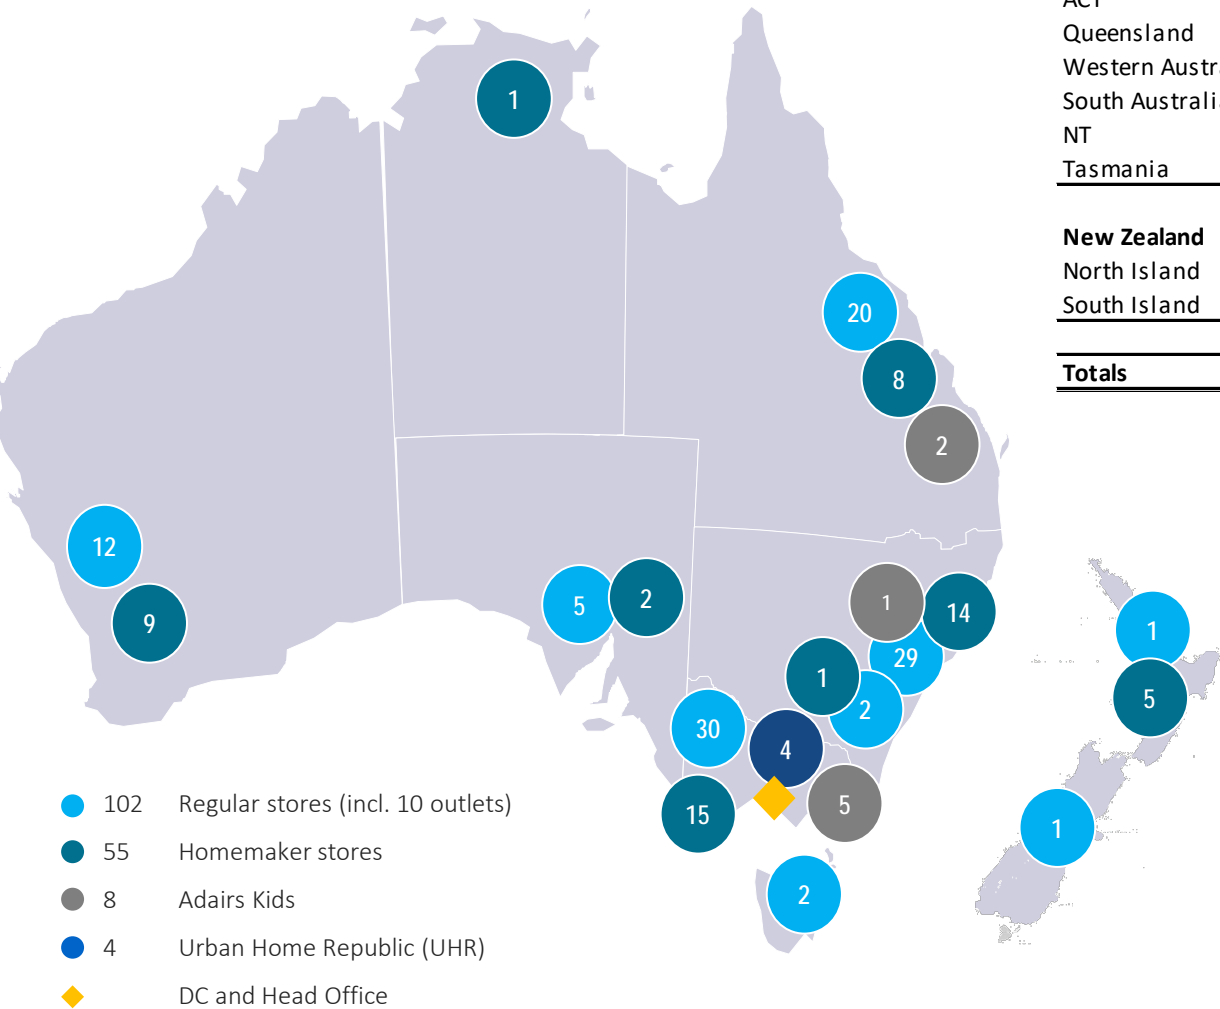 ACT
Queensland
Western Austr
South Australi
NT
Tasmania
New Zealand
North Island
South Island
Totals
1
20
8
2
12
9
5
2
1
14
29
1
2
30
4
15
5
2
1
5
1
102 Regular stores (incl. 10 outlets)
55 Homemaker stores
8 Adairs Kids
4 Urban Home Republic (UHR)
DC and Head Office